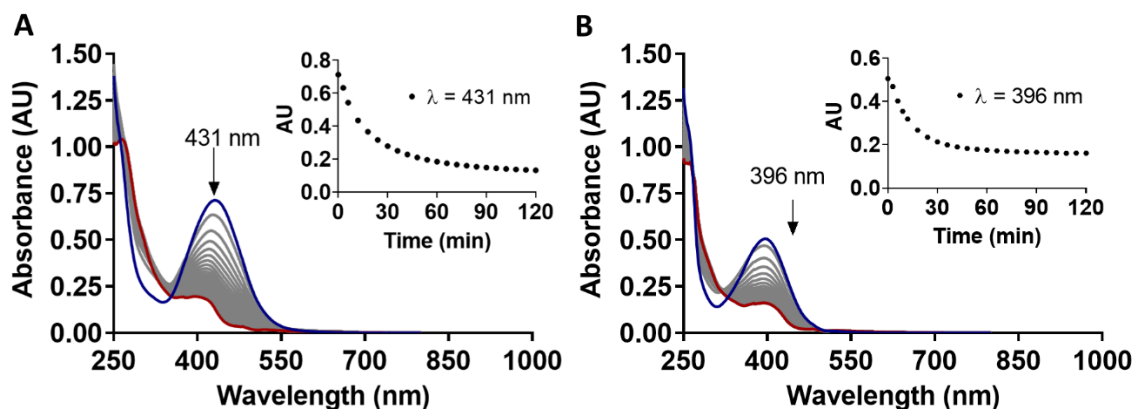 A
1.50
1.25
1.00
0.75
0.50
0.25
0.00
Absorbance (AU)
250 400 550 700 850 1000
Wavelength (nm)
431 nm
0.8
0.6
0.4
0.2
0.0
AU
0 30 60 90 120
Time (min)
λ = 431 nm
B
1.50
1.25
1.00
0.75
0.50
0.25
0.00
Absorbance (AU)
250 400 550 700 850 1000
Wavelength (nm)
396 nm
0.6
0.4
0.2
0.0
AU
0 30 60 90 120
Time (min)
λ = 396 nm